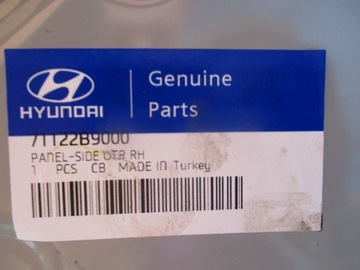 HYUNDAI
Genuine
Parts
71122B9000
PANEL-SIDE OTR RH
1 PCS CB MADE IN Turkey